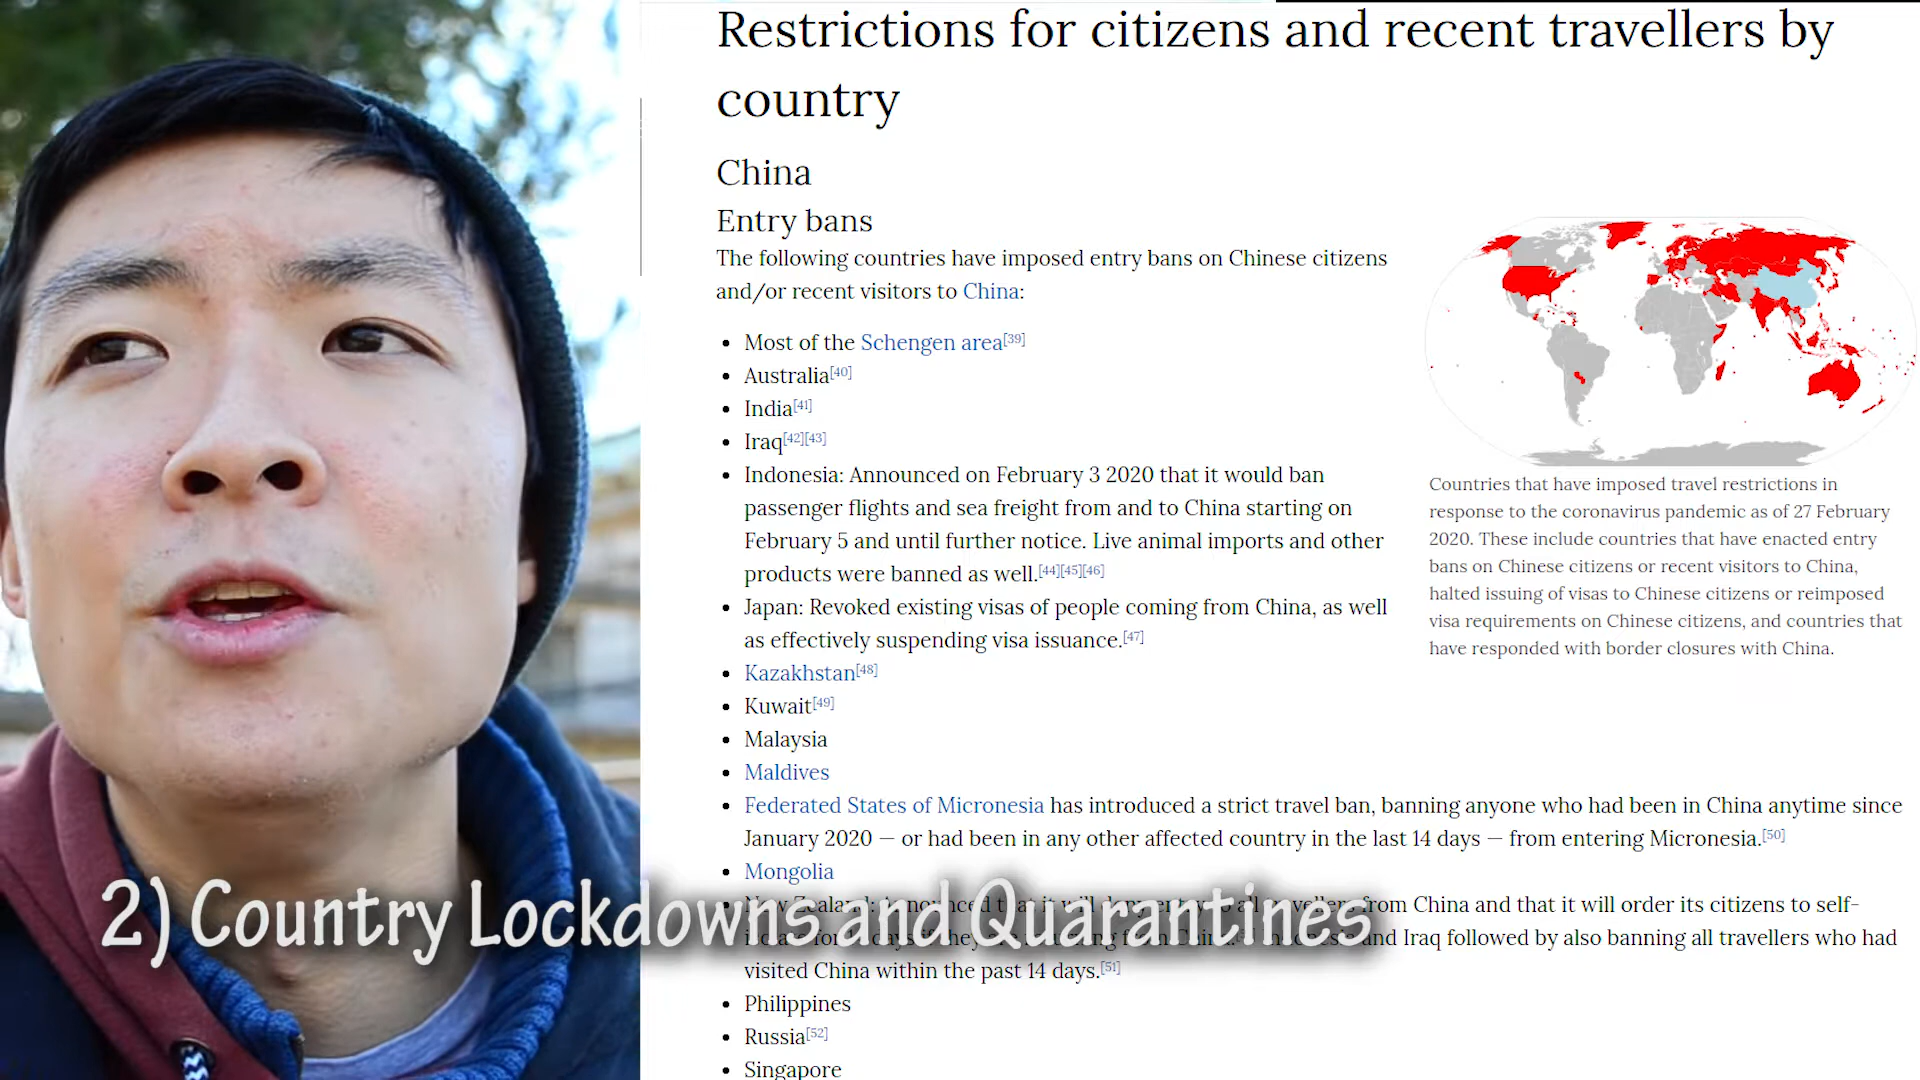 Restrictions for citizens and recent travellers by
country
China
Entry bans
The following countries have imposed entry bans on Chinese citizens
and/or recent visitors to China:
• Most of the Schengen area[39]
• Australia[40]
• India[41]
• Iraq[42][43]
• Indonesia: Announced on February 3 2020 that it would ban
passenger flights and sea freight from and to China starting on
February 5 and until further notice. Live animal imports and other
products were banned as well.[44][45][46]
• Japan: Revoked existing visas of people coming from China, as well
as effectively suspending visa issuance.[47]
• Kazakhstan[48]
• Kuwait[49]
• Malaysia
• Maldives
• Federated States of Micronesia has introduced a strict travel ban, banning anyone who had been in China anytime since
January 2020 — or had been in any other affected country in the last 14 days — from entering Micronesia.[50]
• Mongolia
• New Zealand: Announced that it will deny entry to all travellers from China and that it will order its citizens to self-
and Iraq followed by also banning all travellers who had
visited China within the past 14 days.[51]
• Philippines
• Russia[52]
• Singapore
Countries that have imposed travel restrictions in
response to the coronavirus pandemic as of 27 February
2020. These include countries that have enacted entry
bans on Chinese citizens or recent visitors to China,
halted issuing of visas to Chinese citizens or reimposed
visa requirements on Chinese citizens, and countries that
have responded with border closures with China.
2) Country Lockdowns and Quarantines